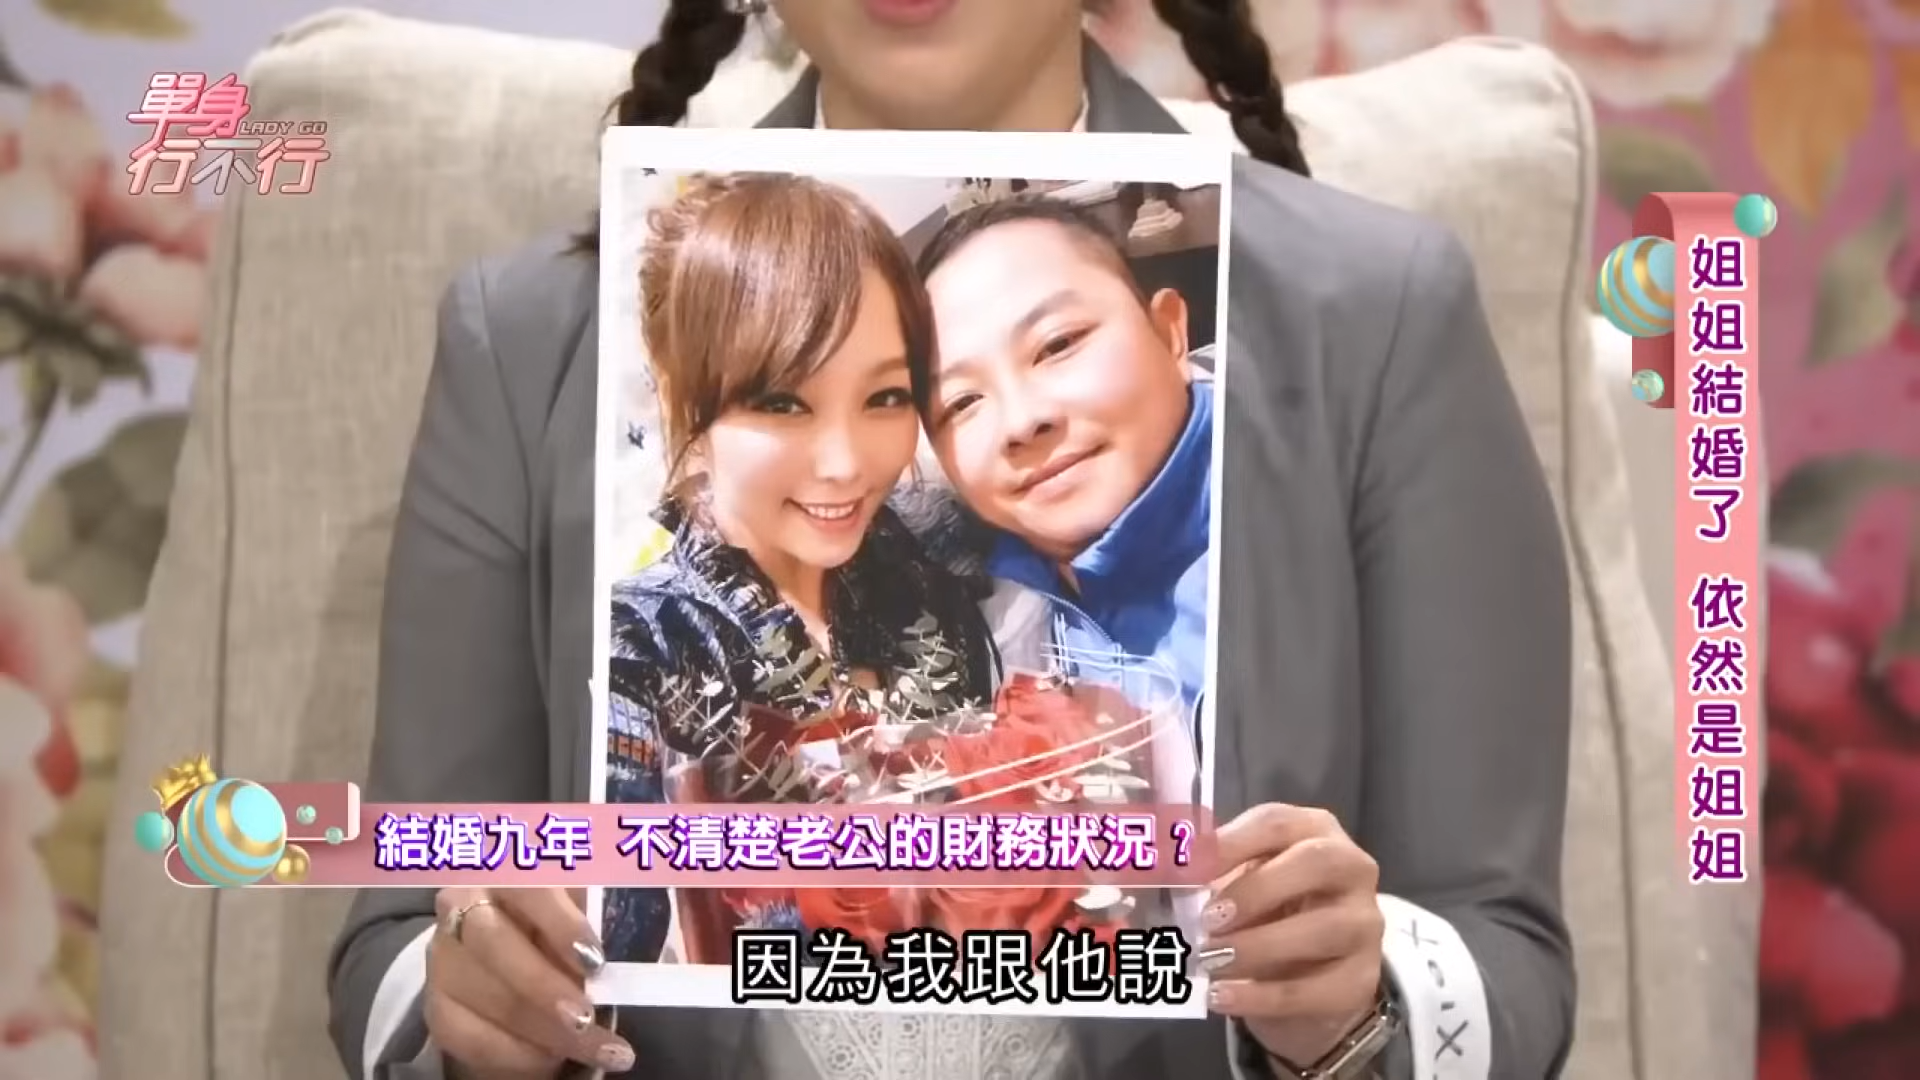 單身
LADY GO
行不行
姐姐結婚了 依然是姐姐
結婚九年 不清楚老公的財務狀況？
因為我跟他說
XOIX